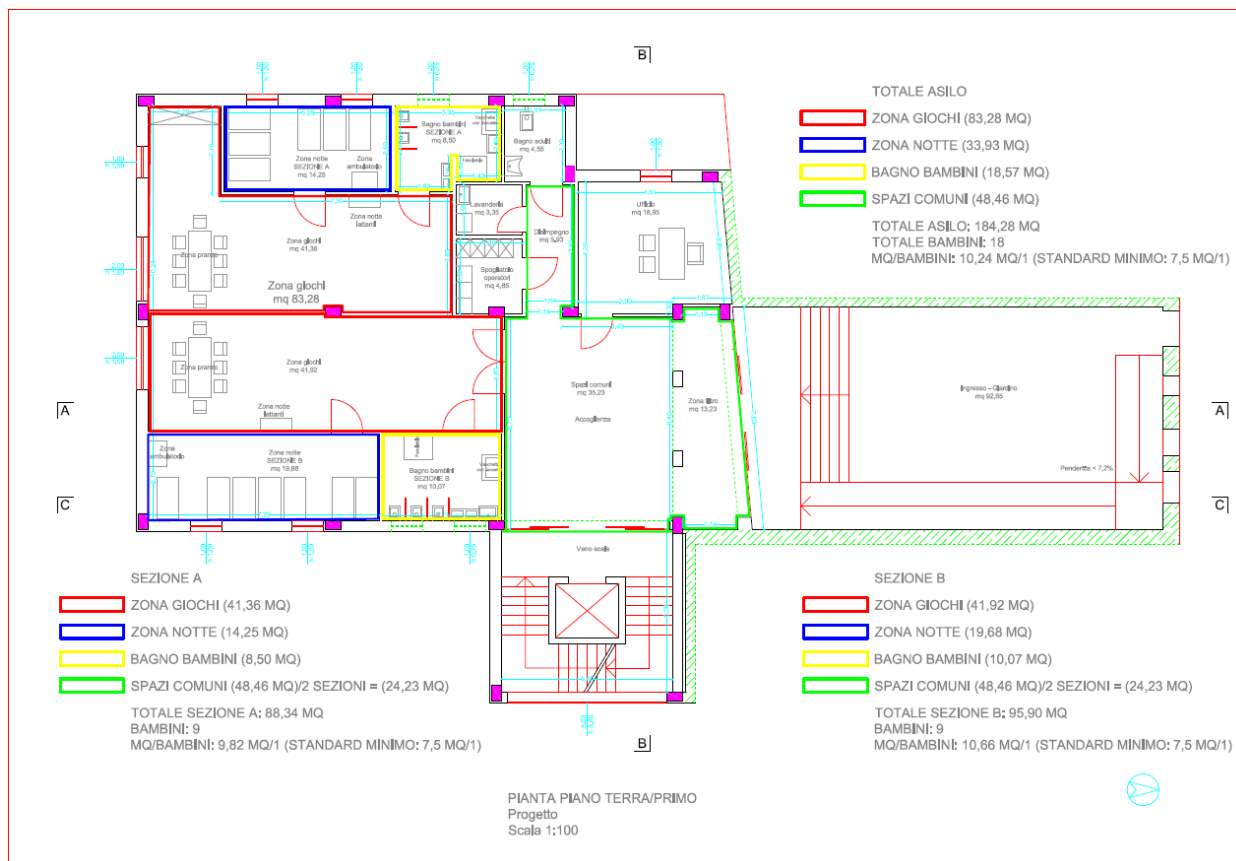 B
TOTALE ASILO
ZONA GIOCHI (83,28 MQ)
ZONA NOTTE (33,93 MQ)
BAGNO BAMBINI (18,57 MQ)
SPAZI COMUNI (48,46 MQ)
TOTALE ASILO: 184,28 MQ
TOTALE BAMBINI: 18
MQ/BAMBINI: 10,24 MQ/1 (STANDARD MINIMO: 7,5 MQ/1)
Bagno bambini
SEZIONE A
mq 8,50
Bagno adulti
Zona notte
SEZIONE A
mq 14,25
Zona
ambulatorio
Zona notte
lattanti
Lavanderia
mq 3,35
Disimpegno
Ufficio
mq 18,95
Zona pranzo
Zona giochi
mq 41,36
Spogliatoio
operatori
mq 4,85
Zona giochi
mq 83,28
Zona pranzo
Zona giochi
mq 41,92
Zona notte
lattanti
Spazi comuni
mq 35,23
Accoglienza
Zona filtro
mq 13,23
Ingresso - Giardino
mq 92,65
Pendenza < 7,2%
A
A
Zona
ambulatorio
Zona notte
SEZIONE B
mq 19,68
Bagno bambini
SEZIONE B
mq 10,07
C
C
Vano scala
SEZIONE A
ZONA GIOCHI (41,36 MQ)
ZONA NOTTE (14,25 MQ)
BAGNO BAMBINI (8,50 MQ)
SPAZI COMUNI (48,46 MQ)/2 SEZIONI = (24,23 MQ)
TOTALE SEZIONE A: 88,34 MQ
BAMBINI: 9
MQ/BAMBINI: 9,82 MQ/1 (STANDARD MINIMO: 7,5 MQ/1)
SEZIONE B
ZONA GIOCHI (41,92 MQ)
ZONA NOTTE (19,68 MQ)
BAGNO BAMBINI (10,07 MQ)
SPAZI COMUNI (48,46 MQ)/2 SEZIONI = (24,23 MQ)
TOTALE SEZIONE B: 95,90 MQ
BAMBINI: 9
MQ/BAMBINI: 10,66 MQ/1 (STANDARD MINIMO: 7,5 MQ/1)
B
PIANTA PIANO TERRA/PRIMO
Progetto
Scala 1:100